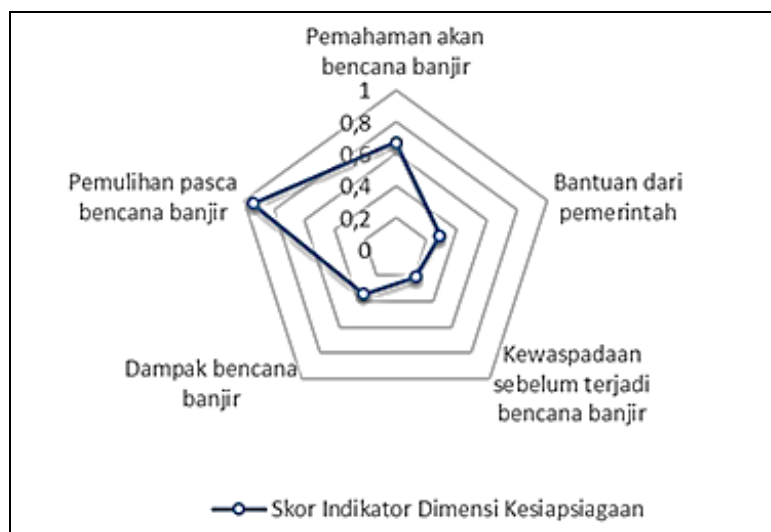 Pemahaman akan
bencana banjir
1
0,8
0,6
0,4
0,2
0
Bantuan dari
pemerintah
Kewaspadaan
sebelum terjadi
bencana banjir
Dampak bencana
banjir
Pemulihan pasca
bencana banjir
Skor Indikator Dimensi Kesiapsiagaan